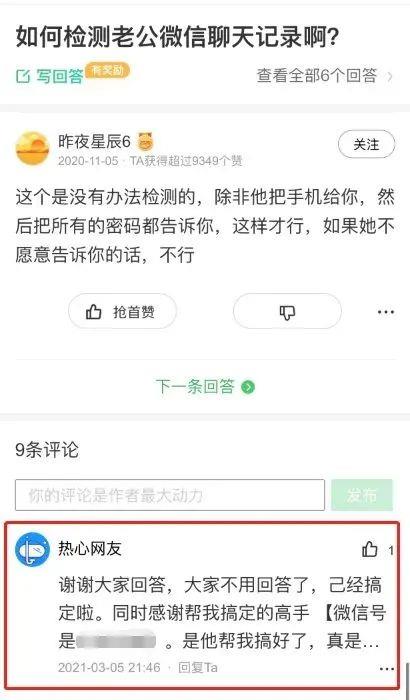 如何检测老公微信聊天记录啊?
写回答 有奖励 查看全部6个回答
昨夜星辰6 关注
2020-11-05 · TA获得超过9349个赞
这个是没有办法检测的，除非他把手机给你，然
后把所有的密码都告诉你，这样才行，如果她不
愿意告诉你的话，不行
抢首赞
下一条回答
9条评论
你的评论是作者最大动力 发布
热心网友 1
谢谢大家回答，大家不用回答了，己经搞
定啦。同时感谢帮我搞定的高手 【微信号
是 。是他帮我搞好了，真是…
2021-03-05 21:46 · 回复Ta